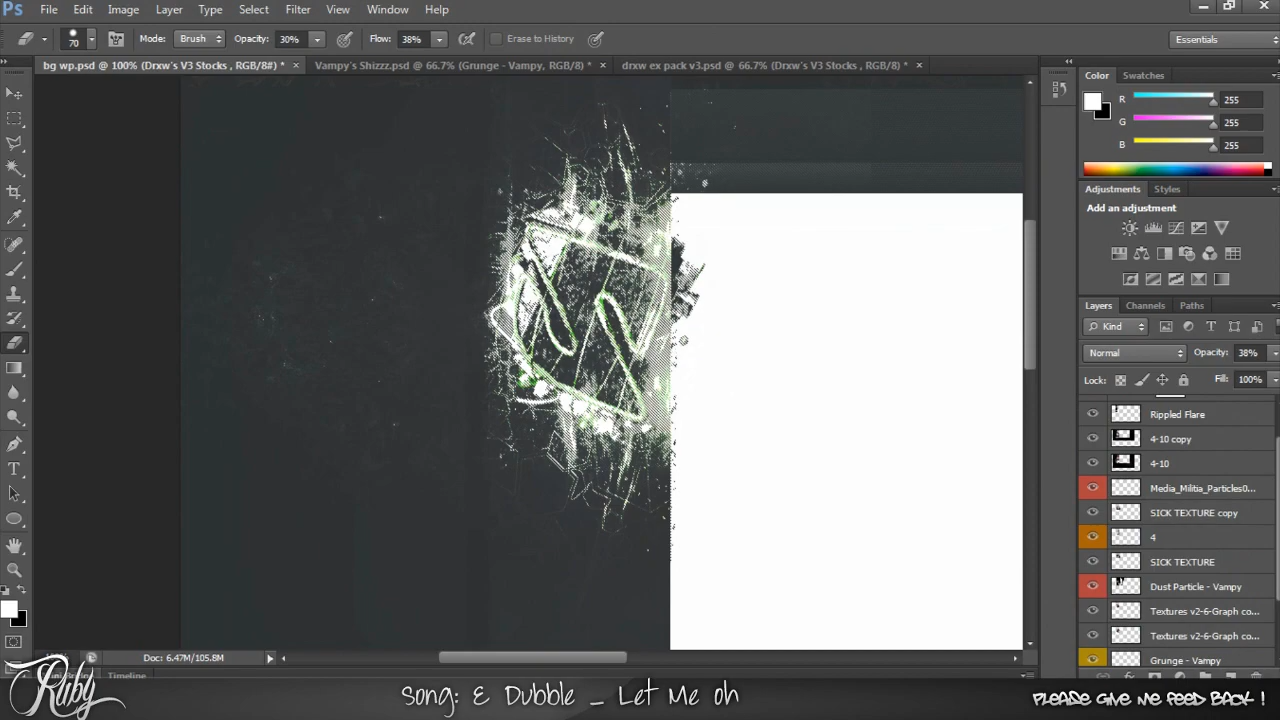 Ps File Edit Image Layer Type Select Filter View Window Help
70 Mode: Brush Opacity: 30% Flow: 38% Erase to History Essentials
bg wp.psd @ 100% (Drxw's V3 Stocks , RGB/8#) * × Vampy's Shizzz.psd @ 66.7% (Grunge - Vampy, RGB/8) * × drxw ex pack v3.psd @ 66.7% (Drxw's V3 Stocks , RGB/8) * ×
Color Swatches
R 255
G 255
B 255
Adjustments Styles
Add an adjustment
Layers Channels Paths
Kind
Normal Opacity: 38%
Lock: Fill: 100%
Rippled Flare
4-10 copy
4-10
Media_Militia_Particles0...
SICK TEXTURE copy
4
SICK TEXTURE
Dust Particle - Vampy
Textures v2-6-Graph co...
Textures v2-6-Graph co...
Grunge - Vampy
Doc: 6.47M/105.8M
Timeline
Ruby
Song: E Dubble _ Let Me oh
PLEASE GIVE ME FEED BACK !